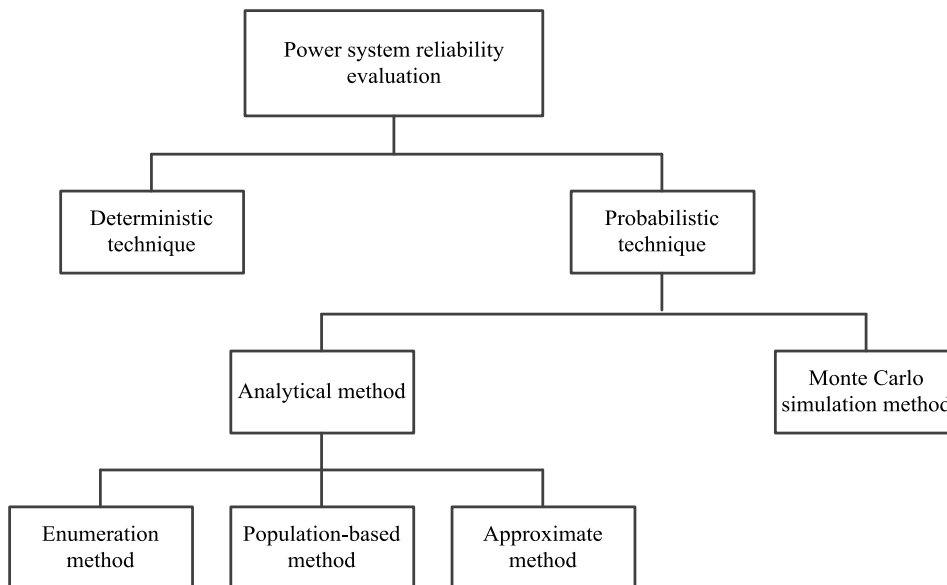 Power system reliability
evaluation
Deterministic
technique
Probabilistic
technique
Analytical method
Monte Carlo
simulation method
Enumeration
method
Population-based
method
Approximate
method